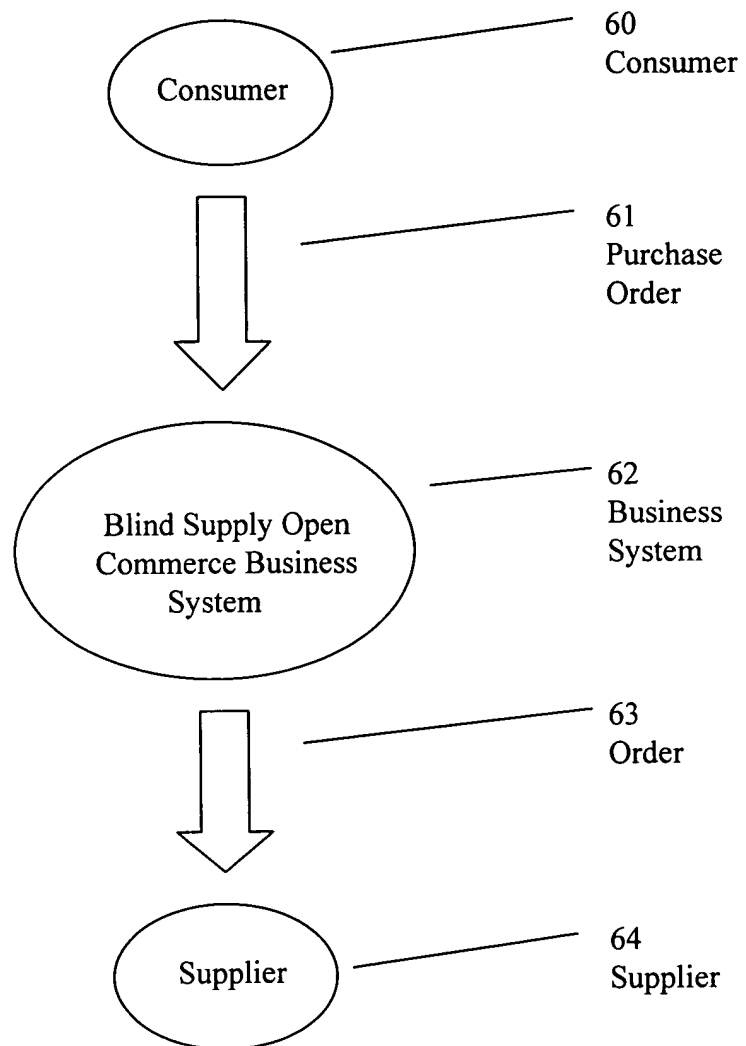 60
Consumer
Consumer
61
Purchase
Order
62
Business
System
Blind Supply Open
Commerce Business
System
63
Order
64
Supplier
Supplier